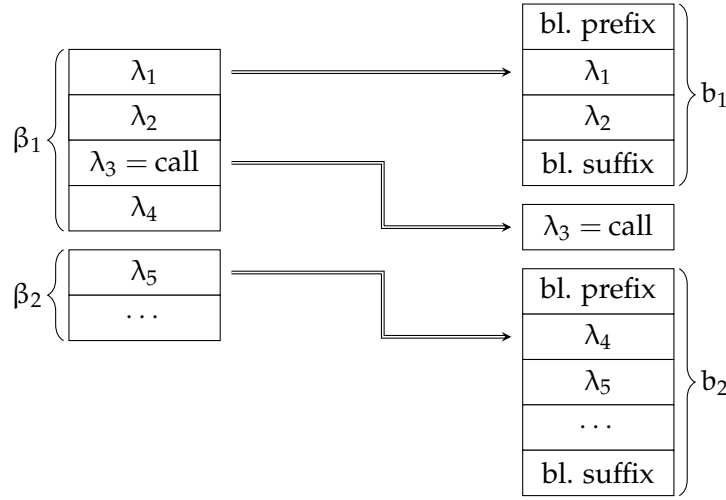 β₁
λ₁
λ₂
λ₃ = call
λ₄
β₂
λ₅
⋯
bl. prefix
λ₁
λ₂
bl. suffix
b₁
λ₃ = call
bl. prefix
λ₄
λ₅
⋯
bl. suffix
b₂